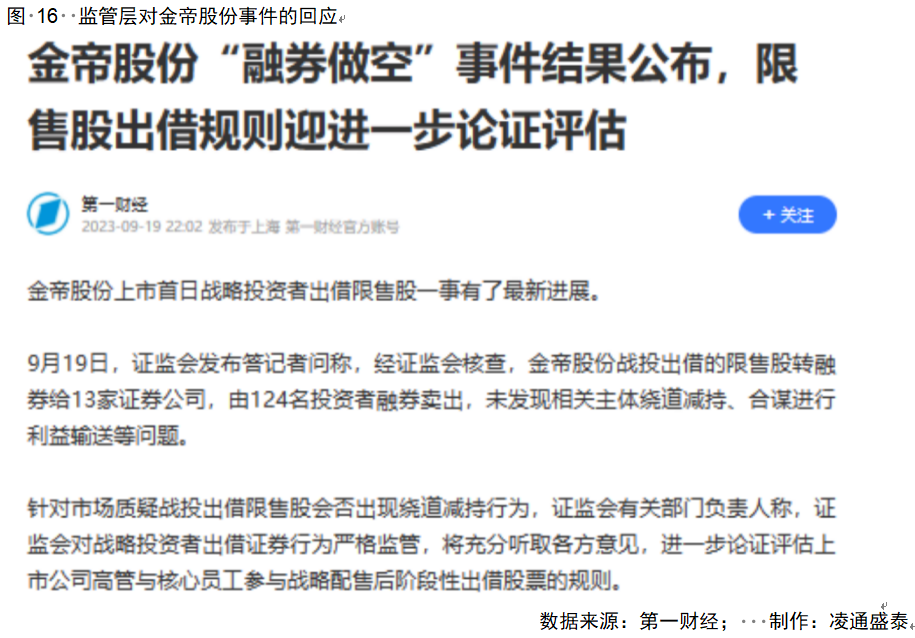 图 16 监管层对金帝股份事件的回应
金帝股份“融券做空”事件结果公布，限
售股出借规则迎进一步论证评估
第一财经
2023-09-19 22:02 发布于上海 第一财经官方账号
+ 关注
金帝股份上市首日战略投资者出借限售股一事有了最新进展。
9月19日，证监会发布答记者问称，经证监会核查，金帝股份战投出借的限售股转融
券给13家证券公司，由124名投资者融券卖出，未发现相关主体绕道减持、合谋进行
利益输送等问题。
针对市场质疑战投出借限售股会否出现绕道减持行为，证监会有关部门负责人称，证
监会对战略投资者出借证券行为严格监管，将充分听取各方意见，进一步论证评估上
市公司高管与核心员工参与战略配售后阶段性出借股票的规则。
数据来源：第一财经； 制作：凌通盛泰